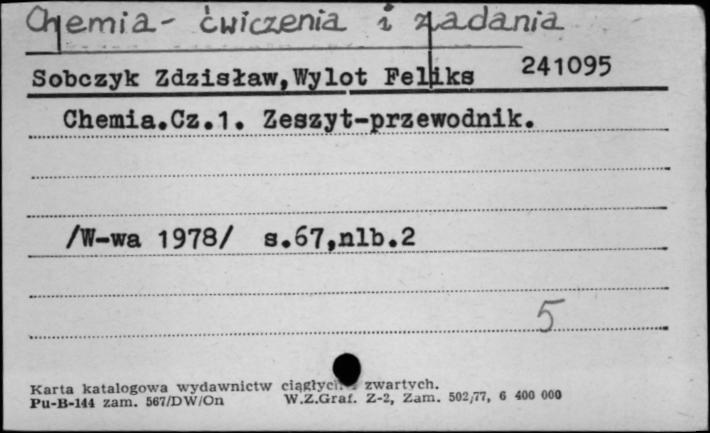 Chemia - ćwiczenia i zadania
Sobczyk Zdzisław,Wylot Feliks 241095
Chemia.Cz.1. Zeszyt-przewodnik.
/W-wa 1978/ s.67,nlb.2
5
Karta katalogowa wydawnictw zwartych.
Pu-B-144 zam. 567/DW/On W.Z.Graf. Z-2, Zam. 502/77, 6 400 000